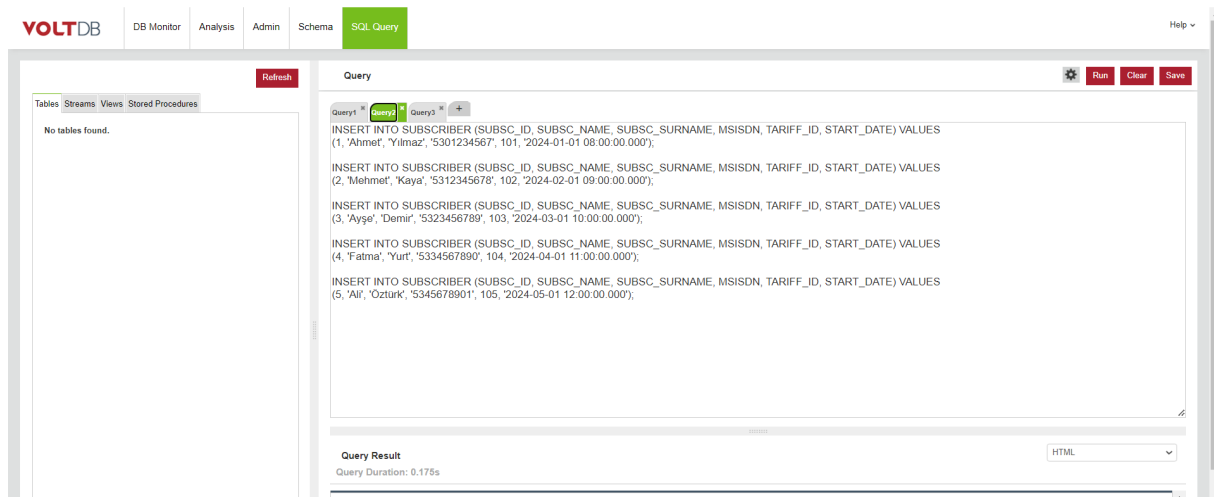 VOLTDB
DB Monitor
Analysis
Admin
Schema
SQL Query
Help
Refresh
Tables
Streams
Views
Stored Procedures
No tables found.
Query
Run
Clear
Save
Query1
Query2
Query3
+
INSERT INTO SUBSCRIBER (SUBSC_ID, SUBSC_NAME, SUBSC_SURNAME, MSISDN, TARIFF_ID, START_DATE) VALUES
(1, 'Ahmet', 'Yılmaz', '5301234567', 101, '2024-01-01 08:00:00.000');
INSERT INTO SUBSCRIBER (SUBSC_ID, SUBSC_NAME, SUBSC_SURNAME, MSISDN, TARIFF_ID, START_DATE) VALUES
(2, 'Mehmet', 'Kaya', '5312345678', 102, '2024-02-01 09:00:00.000');
INSERT INTO SUBSCRIBER (SUBSC_ID, SUBSC_NAME, SUBSC_SURNAME, MSISDN, TARIFF_ID, START_DATE) VALUES
(3, 'Ayşe', 'Demir', '5323456789', 103, '2024-03-01 10:00:00.000');
INSERT INTO SUBSCRIBER (SUBSC_ID, SUBSC_NAME, SUBSC_SURNAME, MSISDN, TARIFF_ID, START_DATE) VALUES
(4, 'Fatma', 'Yurt', '5334567890', 104, '2024-04-01 11:00:00.000');
INSERT INTO SUBSCRIBER (SUBSC_ID, SUBSC_NAME, SUBSC_SURNAME, MSISDN, TARIFF_ID, START_DATE) VALUES
(5, 'Ali', 'Öztürk', '5345678901', 105, '2024-05-01 12:00:00.000');
Query Result
HTML
Query Duration: 0.175s